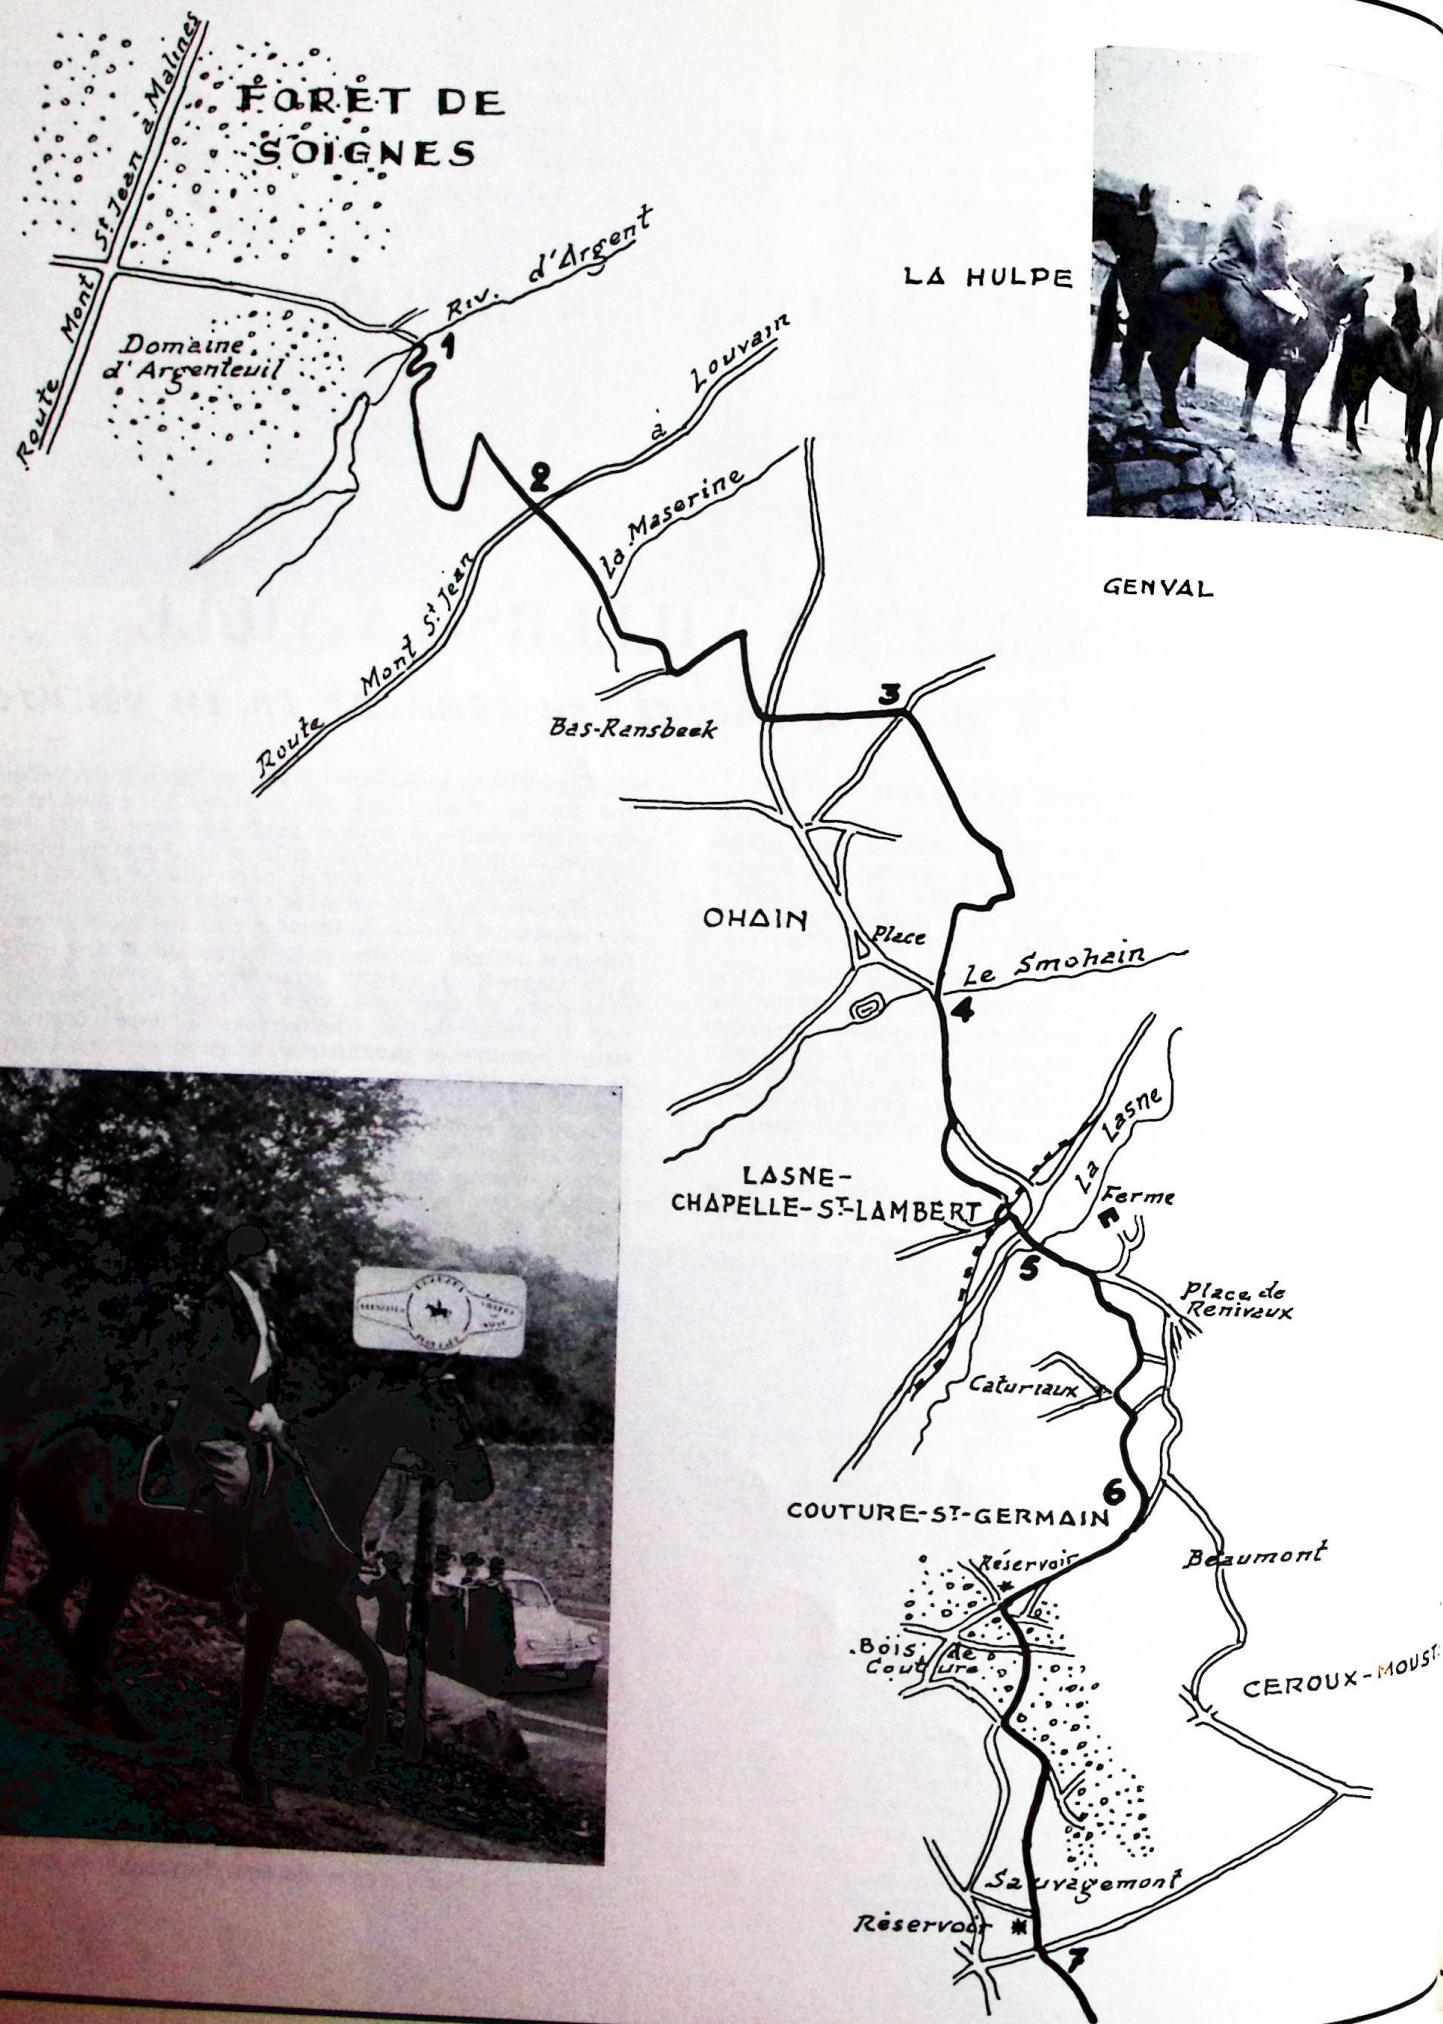 FORÊT DE
SOIGNES
Route Mont St Jean à Malines
Riv. d'Argent
1
Domaine
d'Argenteuil
LA HULPE
Route Mont St Jean à Louvain
2
La Maserine
GENVAL
3
Bas-Ransbeek
OHAIN
Place
Le Smohain
4
La Lasne
LASNE-
CHAPELLE-ST-LAMBERT
Ferme
5
Place de
Renivaux
Caturiaux
6
COUTURE-ST-GERMAIN
Réservoir
Beaumont
Bois de
Couture
CEROUX-MOUST
Sauvagemont
Réservoir
7